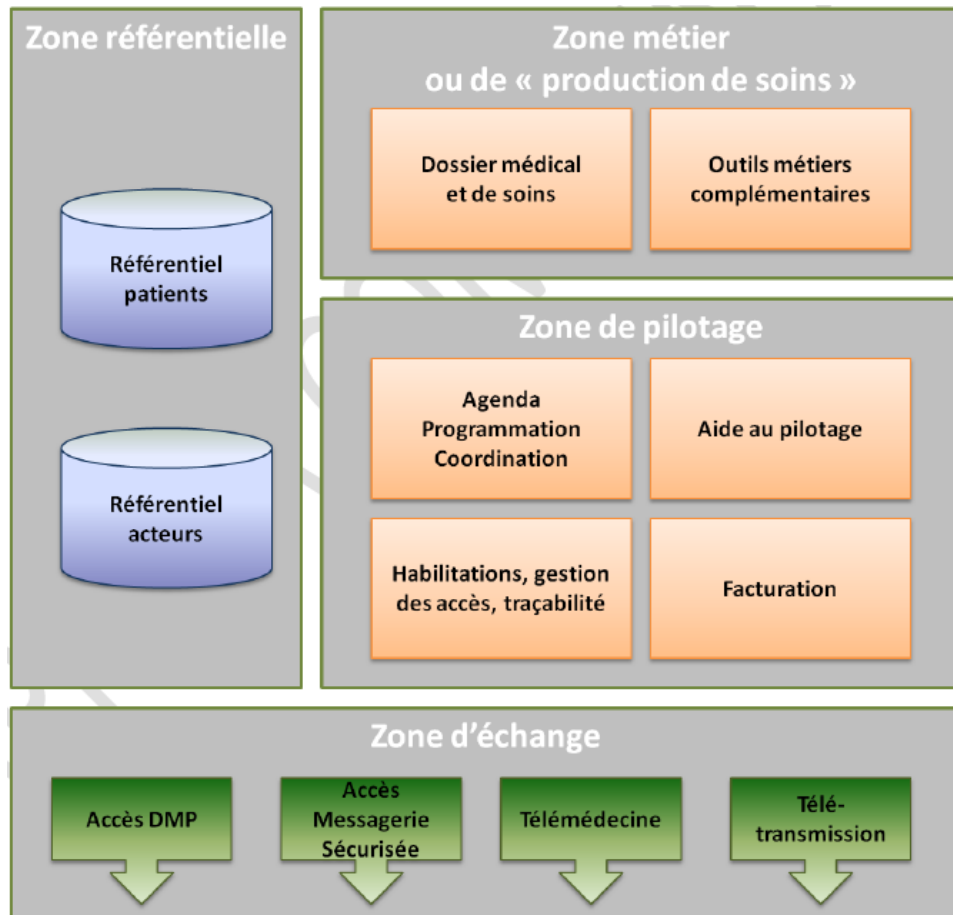 Zone référentielle
Référentiel
patients
Référentiel
acteurs
Zone métier
ou de « production de soins »
Dossier médical
et de soins
Outils métiers
complémentaires
Zone de pilotage
Agenda
Programmation
Coordination
Aide au pilotage
Habilitations, gestion
des accès, traçabilité
Facturation
Zone d'échange
Accès DMP
Accès
Messagerie
Sécurisée
Télémédecine
Télé-
transmission